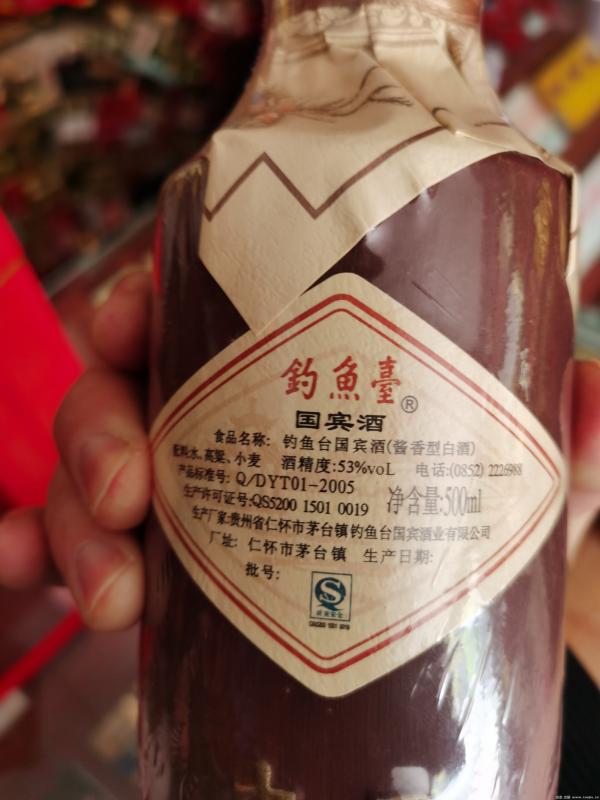 釣魚臺®
国宾酒
食品名称: 钓鱼台国宾酒(酱香型白酒)
配料:水、高粱、小麦 酒精度:53%voL 电话:(0852) 2226988
产品标准号: Q/DYT01-2005
生产许可证号:QS5200 1501 0019 净含量:500ml
生产厂家:贵州省仁怀市茅台镇钓鱼台国宾酒业有限公司
厂址: 仁怀市茅台镇 生产日期:
批号:
QS
质量安全